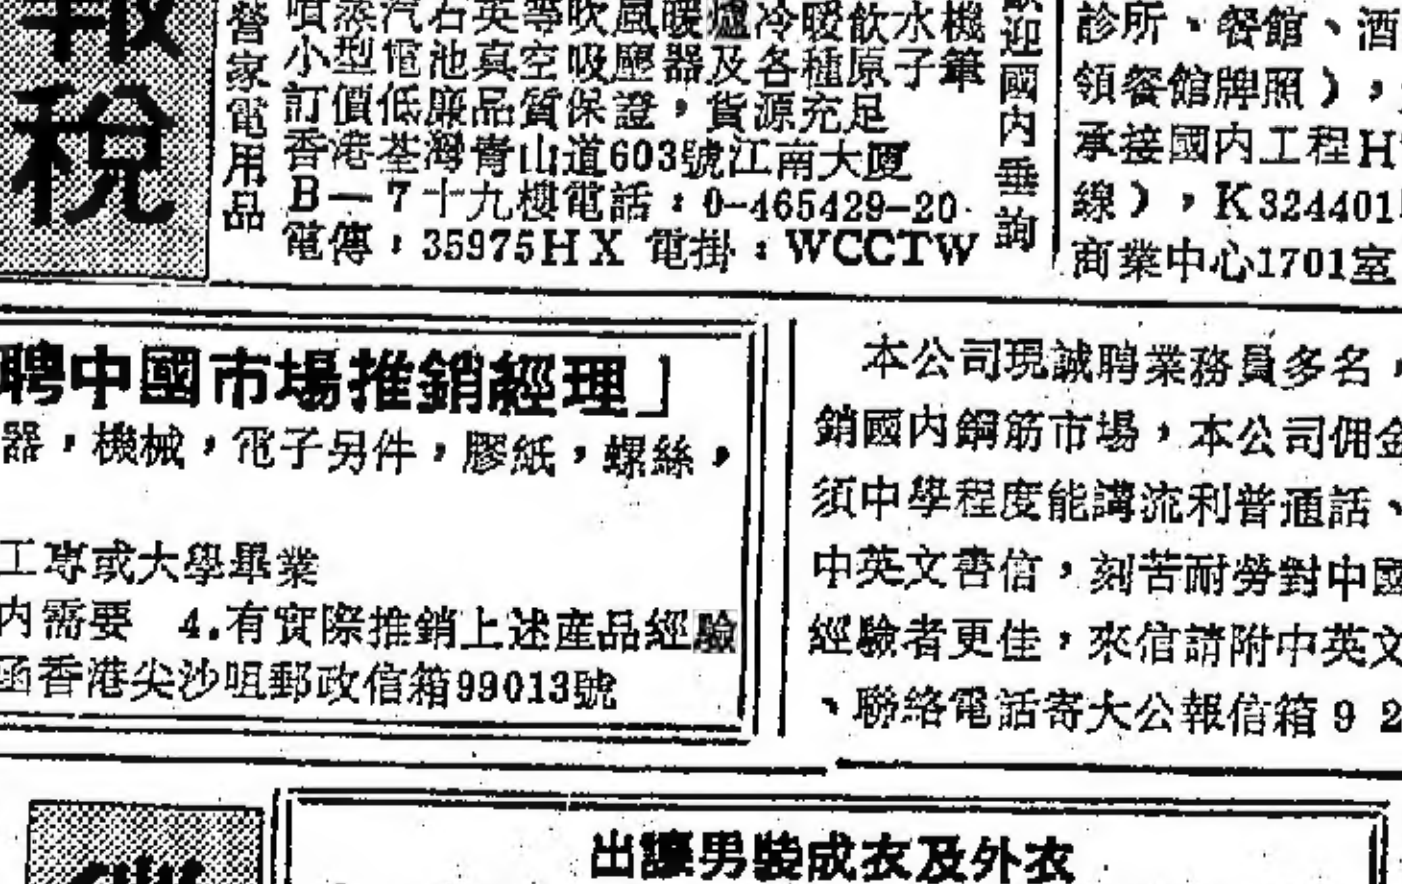 報
稅
營家電用品
噴蒸汽石英等吹風暖爐冷暖飲水機
小型電池真空吸塵器及各種原子筆
訂價低廉品質保證，貨源充足
香港荃灣青山道603號江南大廈
B—7十九樓電話：0-465429-20
電傳：35975HX 電掛：WCCTW
迎國內垂詢
診所、餐館、酒
領餐館牌照），
承接國內工程H
線），K324401
商業中心1701室
聘中國市場推銷經理」
器，機械，電子另件，膠紙，螺絲，
工專或大學畢業
內需要 4.有實際推銷上述産品經驗
函香港尖沙咀郵政信箱99013號
本公司現誠聘業務員多名，
銷國內鋼筋市場，本公司佣金
須中學程度能講流利普通話、
中英文書信，刻苦耐勞對中國
經驗者更佳，來信請附中英文
、聯絡電話寄大公報信箱９２
出讓男裝成衣及外衣